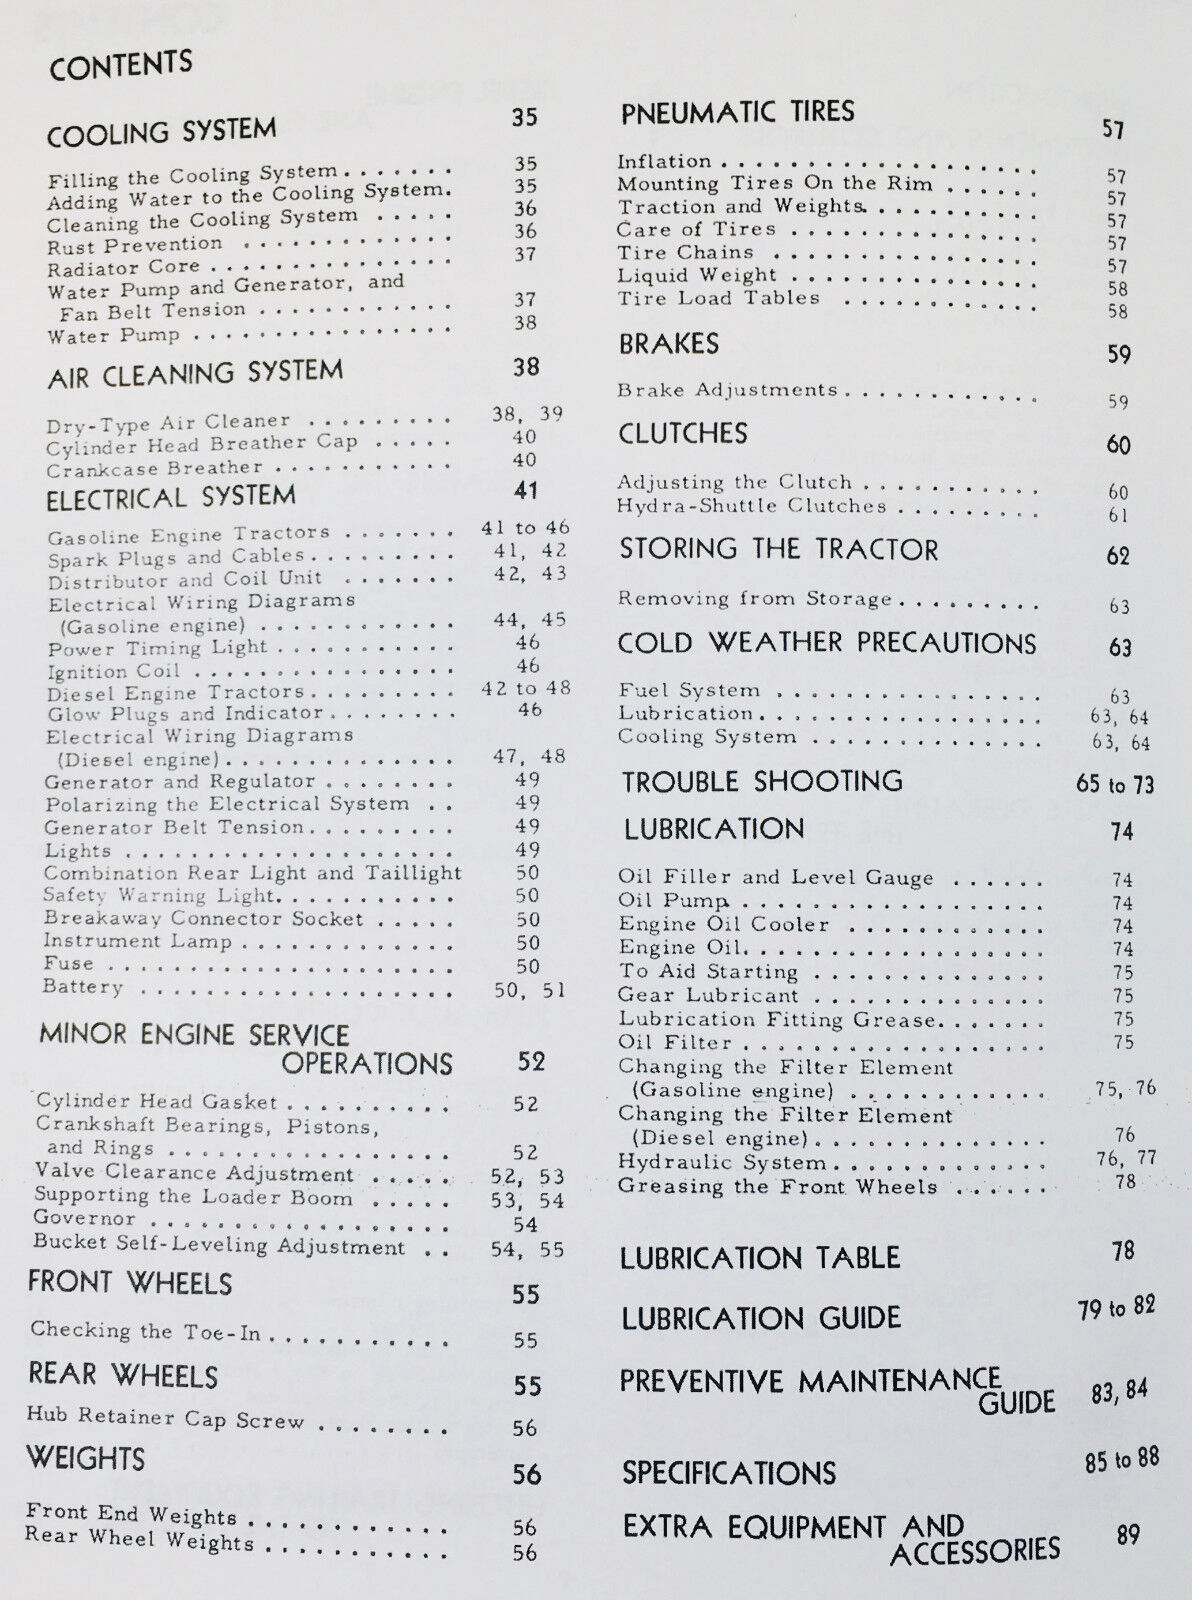 CONTENTS
COOLING SYSTEM 35
Filling the Cooling System....... 35
Adding Water to the Cooling System. 35
Cleaning the Cooling System ..... 36
Rust Prevention ............. 36
Radiator Core............... 37
Water Pump and Generator, and
Fan Belt Tension ............ 37
Water Pump ................ 38
AIR CLEANING SYSTEM 38
Dry-Type Air Cleaner ......... 38, 39
Cylinder Head Breather Cap ..... 40
Crankcase Breather ........... 40
ELECTRICAL SYSTEM 41
Gasoline Engine Tractors ....... 41 to 46
Spark Plugs and Cables......... 41, 42
Distributor and Coil Unit ....... 42, 43
Electrical Wiring Diagrams
(Gasoline engine) ............ 44, 45
Power Timing Light ........... 46
Ignition Coil ................ 46
Diesel Engine Tractors......... 42 to 48
Glow Plugs and Indicator........ 46
Electrical Wiring Diagrams
(Diesel engine).............. 47, 48
Generator and Regulator ........ 49
Polarizing the Electrical System .. 49
Generator Belt Tension......... 49
Lights .................... 49
Combination Rear Light and Taillight 50
Safety Warning Light........... 50
Breakaway Connector Socket ..... 50
Instrument Lamp ............. 50
Fuse ..................... 50
Battery ................... 50, 51
MINOR ENGINE SERVICE
OPERATIONS 52
Cylinder Head Gasket .......... 52
Crankshaft Bearings, Pistons,
and Rings ................. 52
Valve Clearance Adjustment ..... 52, 53
Supporting the Loader Boom ..... 53, 54
Governor .................. 54
Bucket Self-Leveling Adjustment .. 54, 55
FRONT WHEELS 55
Checking the Toe-In........... 55
REAR WHEELS 55
Hub Retainer Cap Screw ........ 56
WEIGHTS 56
Front End Weights ............ 56
Rear Wheel Weights ........... 56
PNEUMATIC TIRES 57
Inflation ................... 57
Mounting Tires On the Rim ...... 57
Traction and Weights........... 57
Care of Tires ............... 57
Tire Chains ................ 57
Liquid Weight ............... 58
Tire Load Tables ............ 58
BRAKES 59
Brake Adjustments............ 59
CLUTCHES 60
Adjusting the Clutch ........... 60
Hydra-Shuttle Clutches ......... 61
STORING THE TRACTOR 62
Removing from Storage......... 63
COLD WEATHER PRECAUTIONS 63
Fuel System ................ 63
Lubrication................. 63, 64
Cooling System .............. 63, 64
TROUBLE SHOOTING 65 to 73
LUBRICATION 74
Oil Filler and Level Gauge ...... 74
Oil Pump .................. 74
Engine Oil Cooler ............ 74
Engine Oil.................. 74
To Aid Starting .............. 75
Gear Lubricant .............. 75
Lubrication Fitting Grease....... 75
Oil Filter .................. 75
Changing the Filter Element
(Gasoline engine) ............ 75, 76
Changing the Filter Element
(Diesel engine).............. 76
Hydraulic System............. 76, 77
Greasing the Front Wheels ...... 78
LUBRICATION TABLE 78
LUBRICATION GUIDE 79 to 82
PREVENTIVE MAINTENANCE
GUIDE 83, 84
SPECIFICATIONS 85 to 88
EXTRA EQUIPMENT AND
ACCESSORIES 89